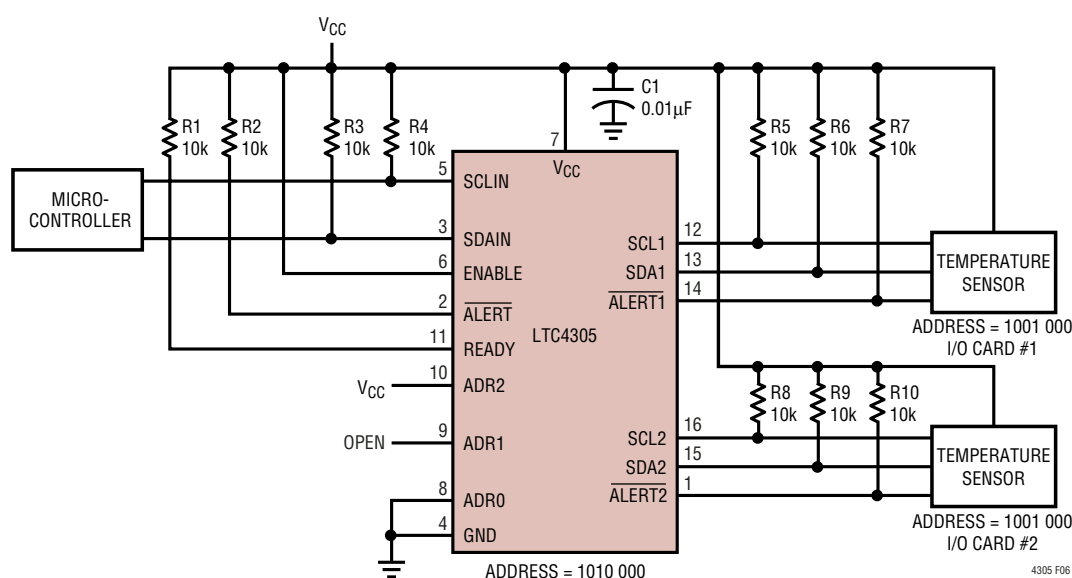 VCC
R1
10k
R2
10k
R3
10k
R4
10k
C1
0.01µF
R5
10k
R6
10k
R7
10k
MICRO-
CONTROLLER
7
VCC
5
SCLIN
3
SDAIN
6
ENABLE
2
ALERT
11
READY
LTC4305
10
VCC
ADR2
9
OPEN
ADR1
8
ADR0
4
GND
12
SCL1
13
SDA1
14
ALERT1
TEMPERATURE
SENSOR
ADDRESS = 1001 000
I/O CARD #1
R8
10k
R9
10k
R10
10k
16
SCL2
15
SDA2
1
ALERT2
TEMPERATURE
SENSOR
ADDRESS = 1001 000
I/O CARD #2
ADDRESS = 1010 000
4305 F06